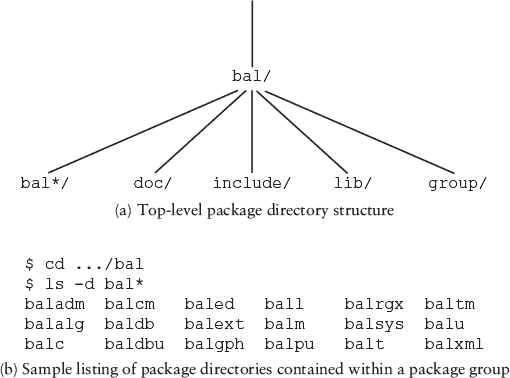 bal/
bal*/ doc/ include/ lib/ group/
(a) Top-level package directory structure
$ cd .../bal
$ ls -d bal*
baladm balcm baled ball balrgx baltm
balalg baldb balext balm balsys balu
balc baldbu balgph balpu balt balxml
(b) Sample listing of package directories contained within a package group